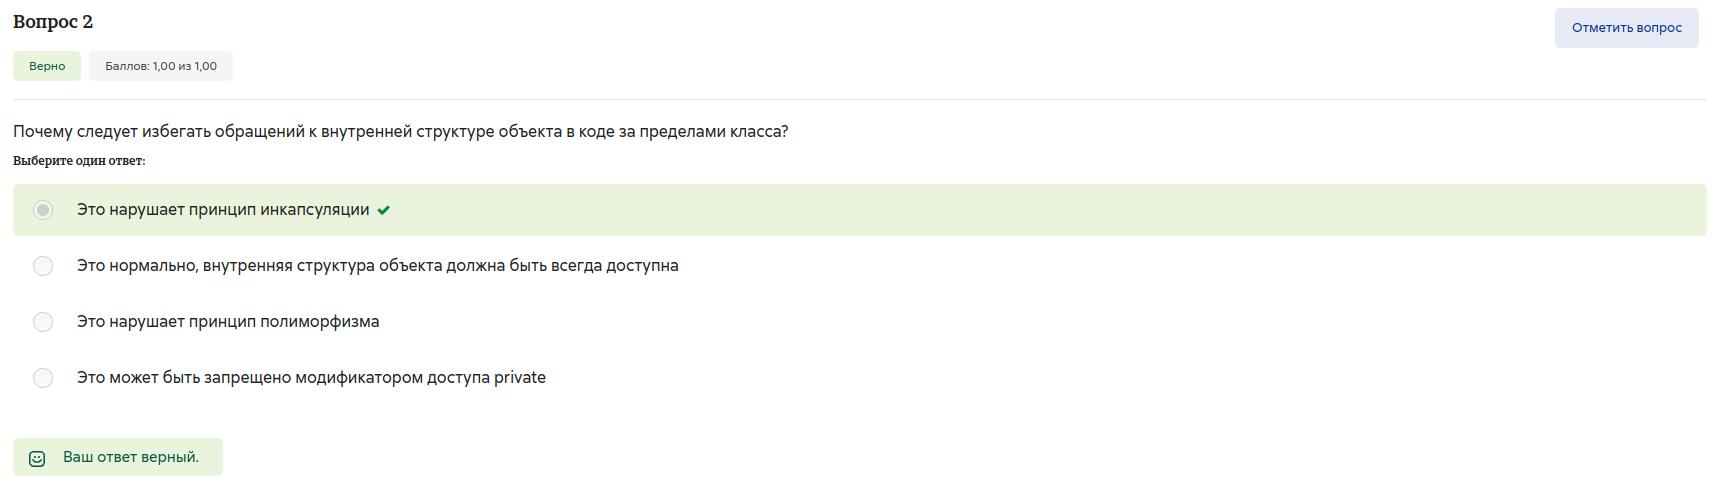 Вопрос 2
Отметить вопрос
Верно
Баллов: 1,00 из 1,00
Почему следует избегать обращений к внутренней структуре объекта в коде за пределами класса?
Выберите один ответ:
Это нарушает принцип инкапсуляции
Это нормально, внутренняя структура объекта должна быть всегда доступна
Это нарушает принцип полиморфизма
Это может быть запрещено модификатором доступа private
Ваш ответ верный.